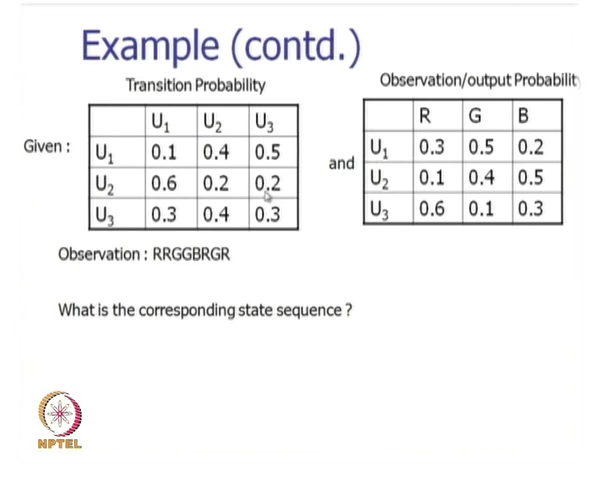 Example (contd.)
Transition Probability
Observation/output Probabilit
Given :
U₁ U₂ U₃
U₁ 0.1 0.4 0.5
U₂ 0.6 0.2 0.2
U₃ 0.3 0.4 0.3
and
R G B
U₁ 0.3 0.5 0.2
U₂ 0.1 0.4 0.5
U₃ 0.6 0.1 0.3
Observation : RRGGBRGR
What is the corresponding state sequence ?
NPTEL